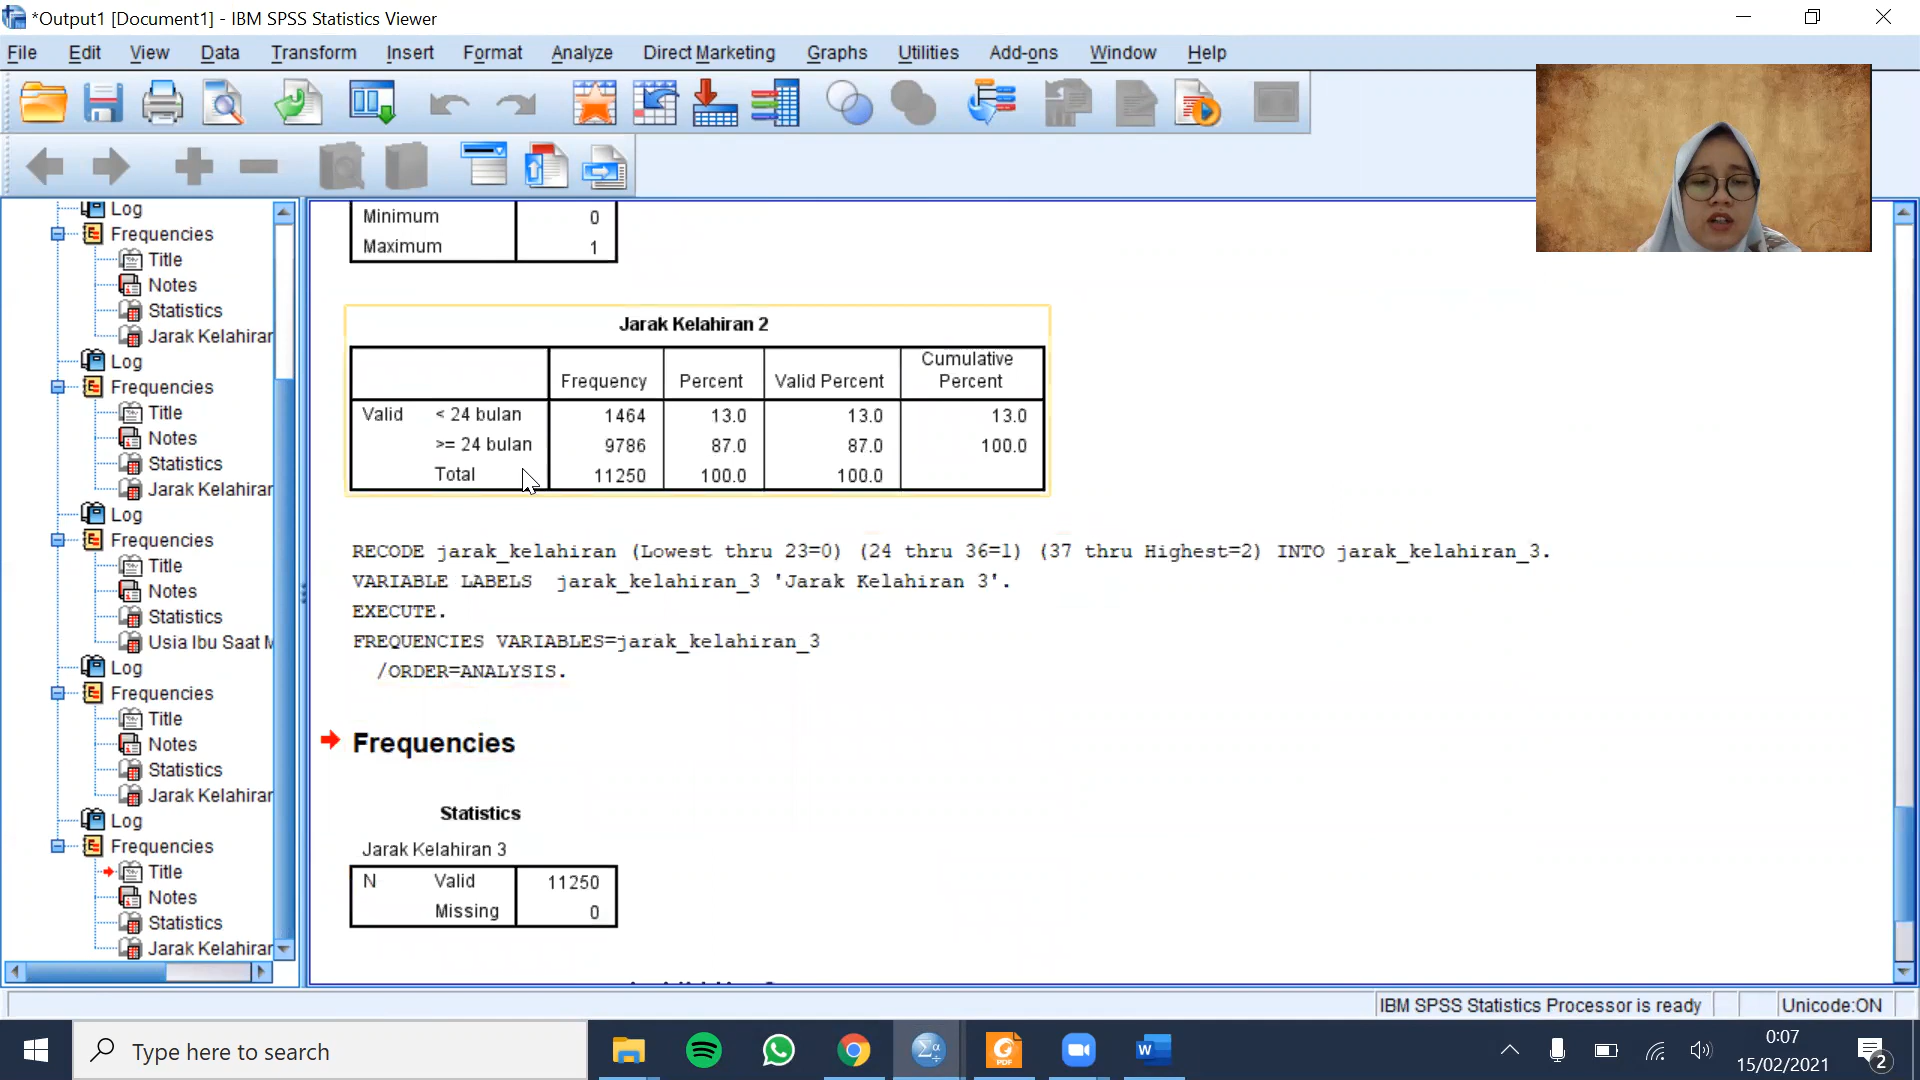 *Output1 [Document1] - IBM SPSS Statistics Viewer
File Edit View Data Transform Insert Format Analyze Direct Marketing Graphs Utilities Add-ons Window Help
Log
Frequencies
Title
Notes
Statistics
Jarak Kelahiran
Log
Frequencies
Title
Notes
Statistics
Jarak Kelahiran
Log
Frequencies
Title
Notes
Statistics
Usia Ibu Saat M
Log
Frequencies
Title
Notes
Statistics
Jarak Kelahiran
Log
Frequencies
Title
Notes
Statistics
Jarak Kelahiran
Minimum 0
Maximum 1
Jarak Kelahiran 2
Frequency Percent Valid Percent Cumulative Percent
Valid < 24 bulan 1464 13.0 13.0 13.0
>= 24 bulan 9786 87.0 87.0 100.0
Total 11250 100.0 100.0
RECODE jarak_kelahiran (Lowest thru 23=0) (24 thru 36=1) (37 thru Highest=2) INTO jarak_kelahiran_3.
VARIABLE LABELS jarak_kelahiran_3 'Jarak Kelahiran 3'.
EXECUTE.
FREQUENCIES VARIABLES=jarak_kelahiran_3
/ORDER=ANALYSIS.
Frequencies
Statistics
Jarak Kelahiran 3
N Valid 11250
Missing 0
IBM SPSS Statistics Processor is ready
Unicode:ON
Type here to search
PDF
W
0:07
15/02/2021
2